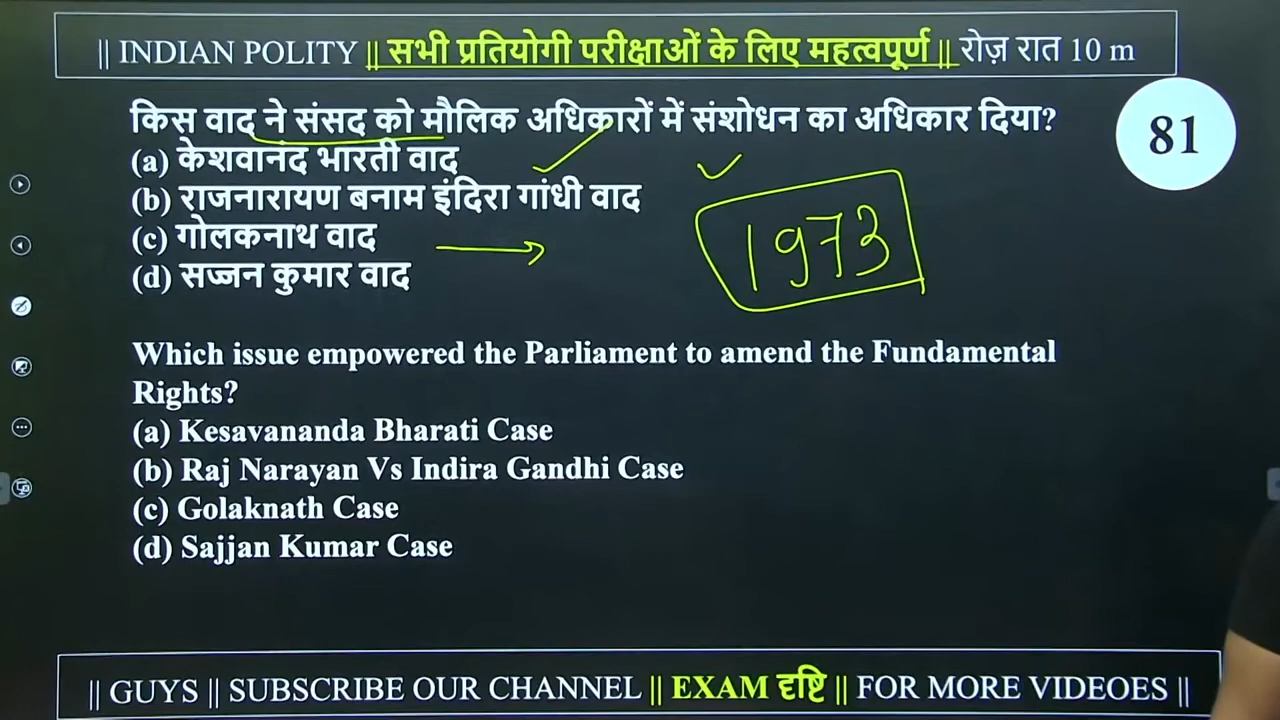 || INDIAN POLITY || सभी प्रतियोगी परीक्षाओं के लिए महत्वपूर्ण || रोज़ रात 10 m
किस वाद ने संसद को मौलिक अधिकारों में संशोधन का अधिकार दिया?
81
(a) केशवानंद भारती वाद
(b) राजनारायण बनाम इंदिरा गांधी वाद
(c) गोलकनाथ वाद
1973
(d) सज्जन कुमार वाद
Which issue empowered the Parliament to amend the Fundamental
Rights?
(a) Kesavananda Bharati Case
(b) Raj Narayan Vs Indira Gandhi Case
(c) Golaknath Case
(d) Sajjan Kumar Case
|| GUYS || SUBSCRIBE OUR CHANNEL || EXAM दृष्टि || FOR MORE VIDEOES ||